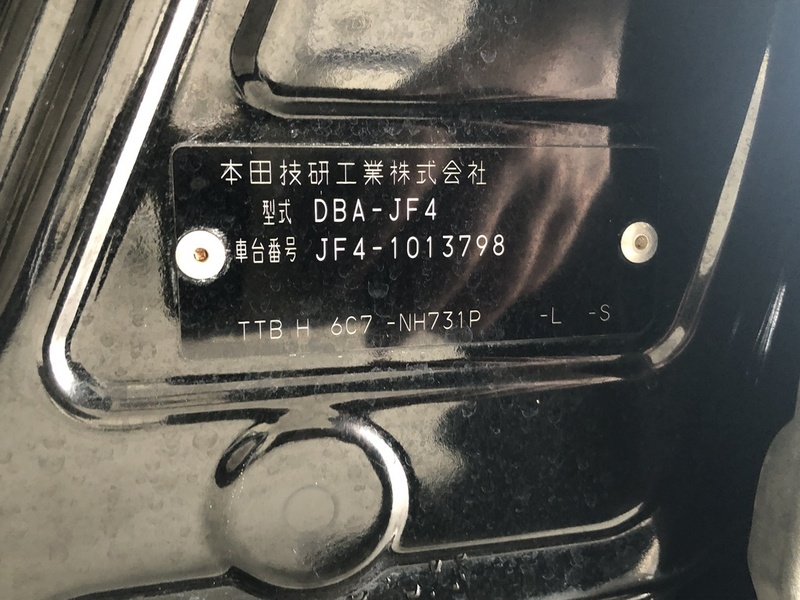 本田技研工業株式会社
型式 DBA-JF4
車台番号 JF4-1013798
TTB H 6C7 -NH731P -L -S